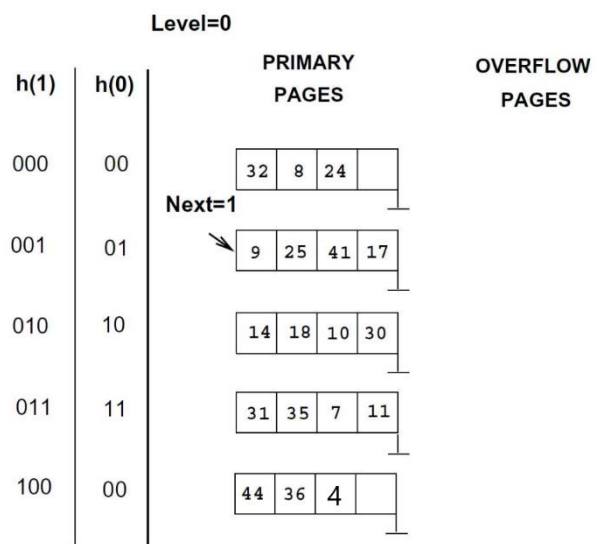 Level=0
h(1) h(0) PRIMARY PAGES OVERFLOW PAGES
000 00 32 8 24
Next=1
001 01 9 25 41 17
010 10 14 18 10 30
011 11 31 35 7 11
100 00 44 36 4